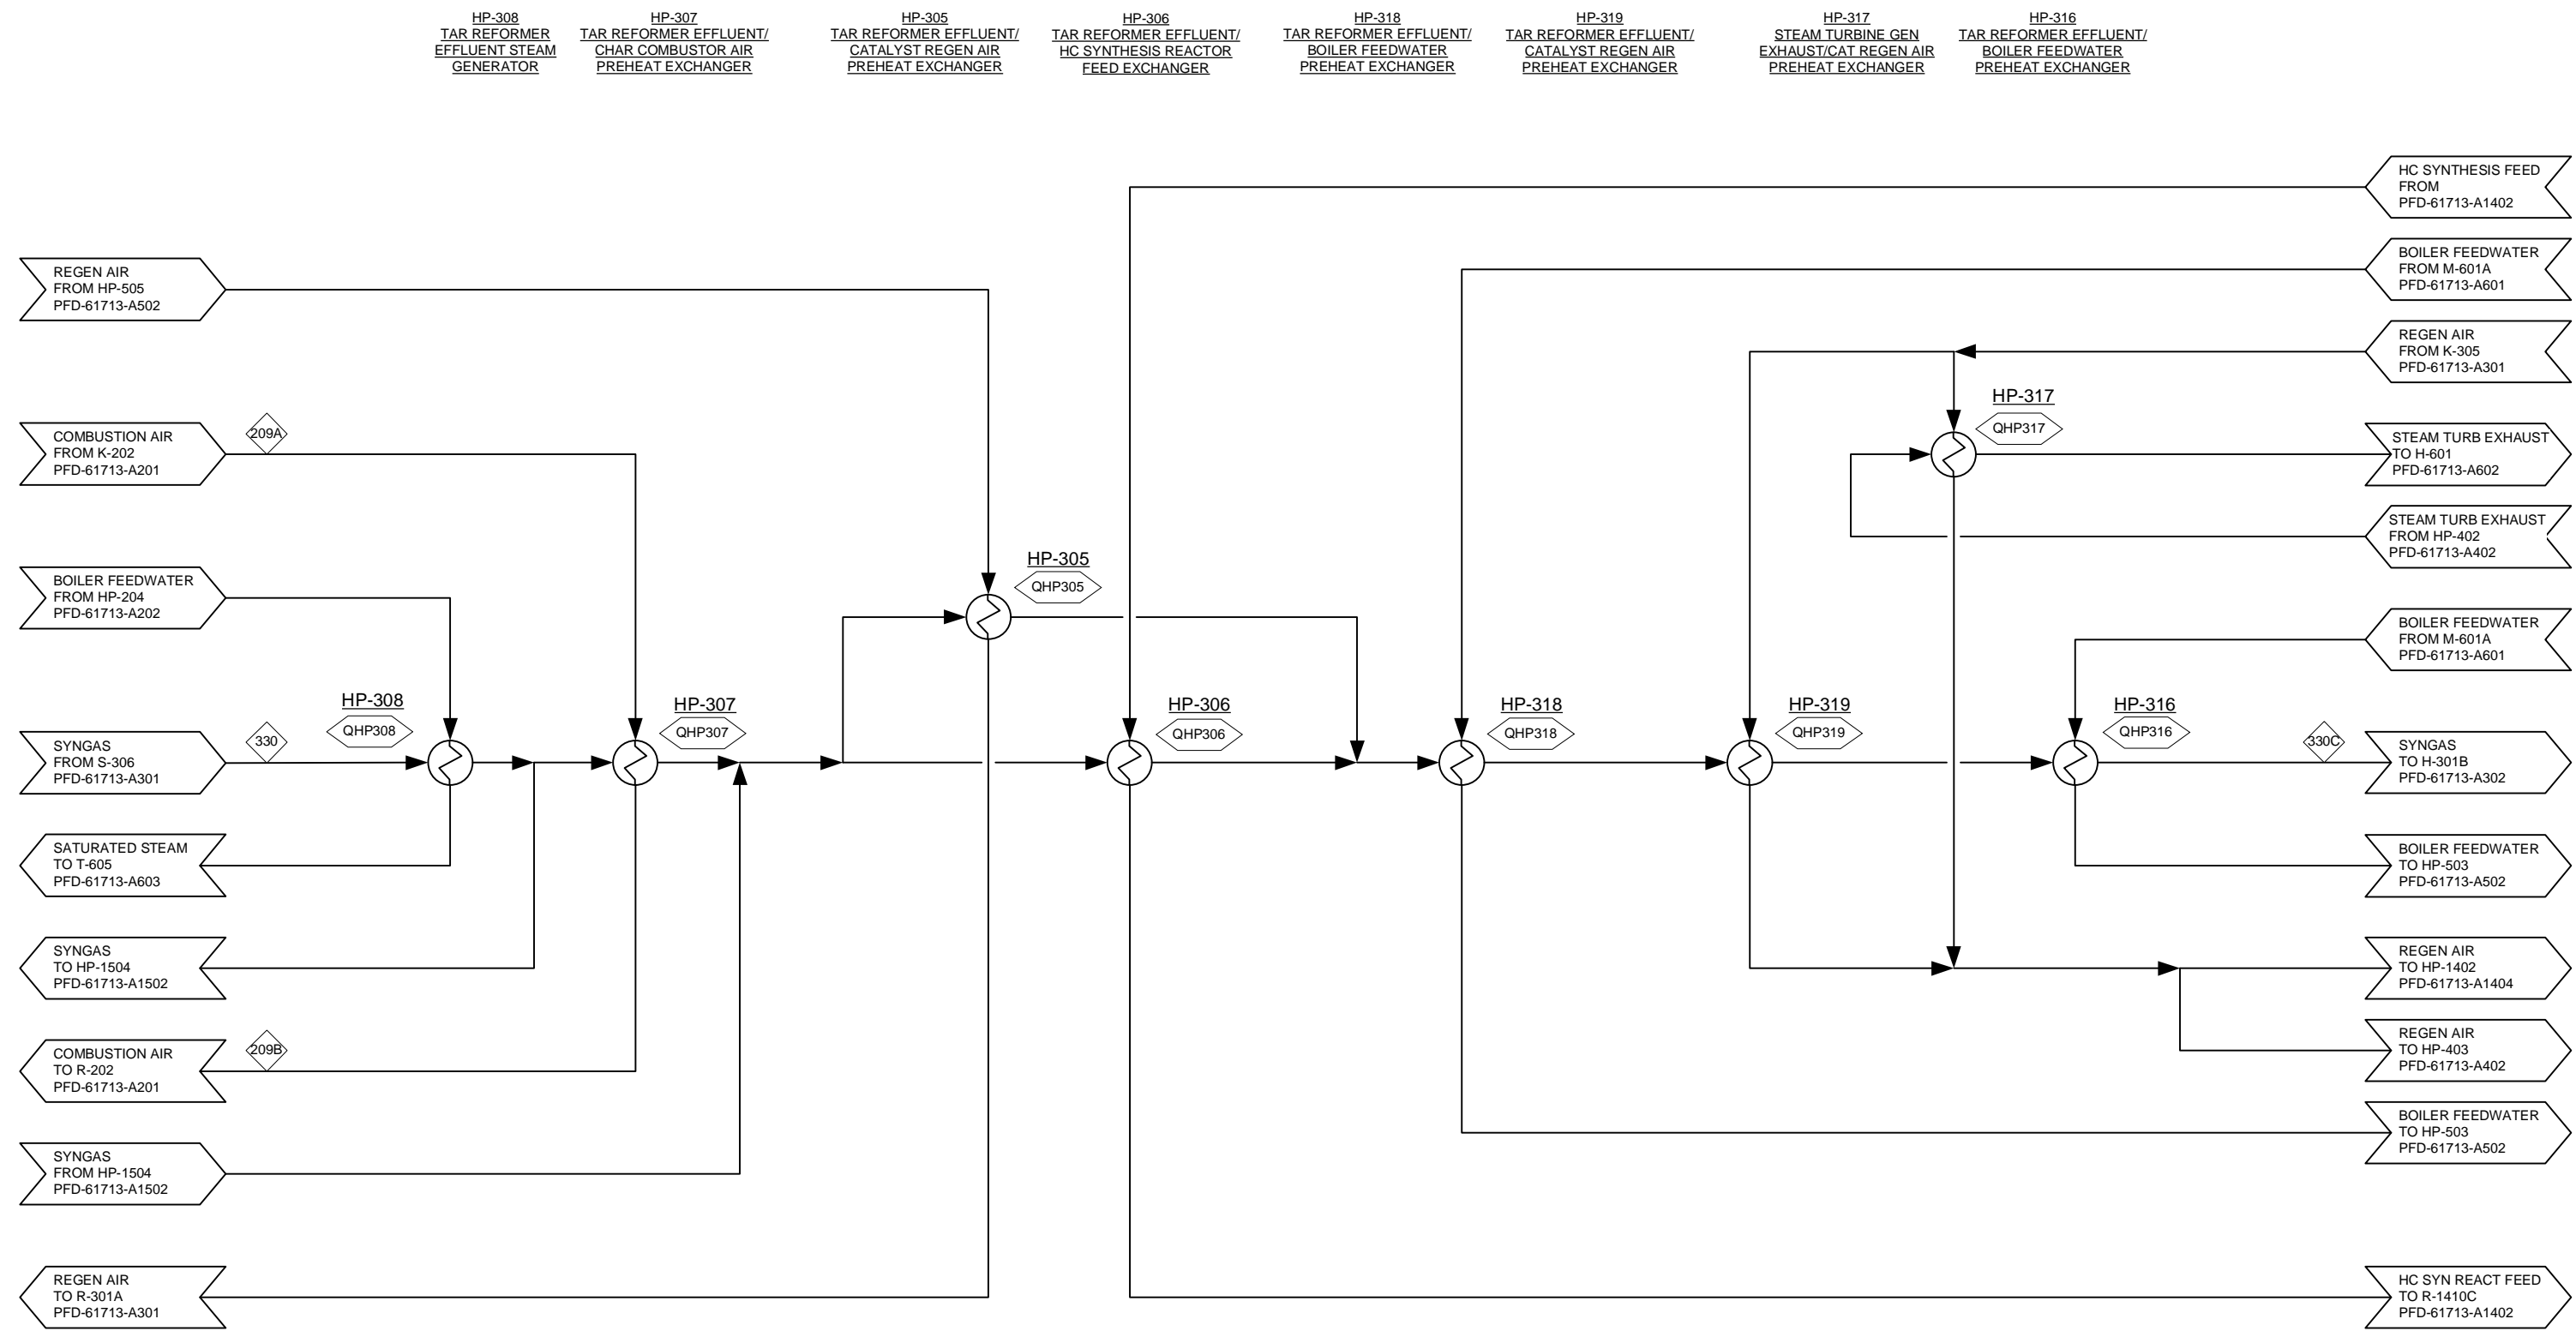 HP-308
TAR REFORMER
EFFLUENT STEAM
GENERATOR
HP-307
TAR REFORMER EFFLUENT/
CHAR COMBUSTOR AIR
PREHEAT EXCHANGER
HP-305
TAR REFORMER EFFLUENT/
CATALYST REGEN AIR
PREHEAT EXCHANGER
HP-306
TAR REFORMER EFFLUENT/
HC SYNTHESIS REACTOR
FEED EXCHANGER
HP-318
TAR REFORMER EFFLUENT/
BOILER FEEDWATER
PREHEAT EXCHANGER
HP-319
TAR REFORMER EFFLUENT/
CATALYST REGEN AIR
PREHEAT EXCHANGER
HP-317
STEAM TURBINE GEN
EXHAUST/CAT REGEN AIR
PREHEAT EXCHANGER
HP-316
TAR REFORMER EFFLUENT/
BOILER FEEDWATER
PREHEAT EXCHANGER
REGEN AIR
FROM HP-505
PFD-61713-A502
COMBUSTION AIR
FROM K-202
PFD-61713-A201
209A
BOILER FEEDWATER
FROM HP-204
PFD-61713-A202
SYNGAS
FROM S-306
PFD-61713-A301
330
SATURATED STEAM
TO T-605
PFD-61713-A603
SYNGAS
TO HP-1504
PFD-61713-A1502
COMBUSTION AIR
TO R-202
PFD-61713-A201
209B
SYNGAS
FROM HP-1504
PFD-61713-A1502
REGEN AIR
TO R-301A
PFD-61713-A301
HP-308
QHP308
HP-307
QHP307
HP-305
QHP305
HP-306
QHP306
HP-318
QHP318
HP-319
QHP319
HP-317
QHP317
HP-316
QHP316
330C
HC SYNTHESIS FEED
FROM
PFD-61713-A1402
BOILER FEEDWATER
FROM M-601A
PFD-61713-A601
REGEN AIR
FROM K-305
PFD-61713-A301
STEAM TURB EXHAUST
TO H-601
PFD-61713-A602
STEAM TURB EXHAUST
FROM HP-402
PFD-61713-A402
BOILER FEEDWATER
FROM M-601A
PFD-61713-A601
SYNGAS
TO H-301B
PFD-61713-A302
BOILER FEEDWATER
TO HP-503
PFD-61713-A502
REGEN AIR
TO HP-1402
PFD-61713-A1404
REGEN AIR
TO HP-403
PFD-61713-A402
BOILER FEEDWATER
TO HP-503
PFD-61713-A502
HC SYN REACT FEED
TO R-1410C
PFD-61713-A1402